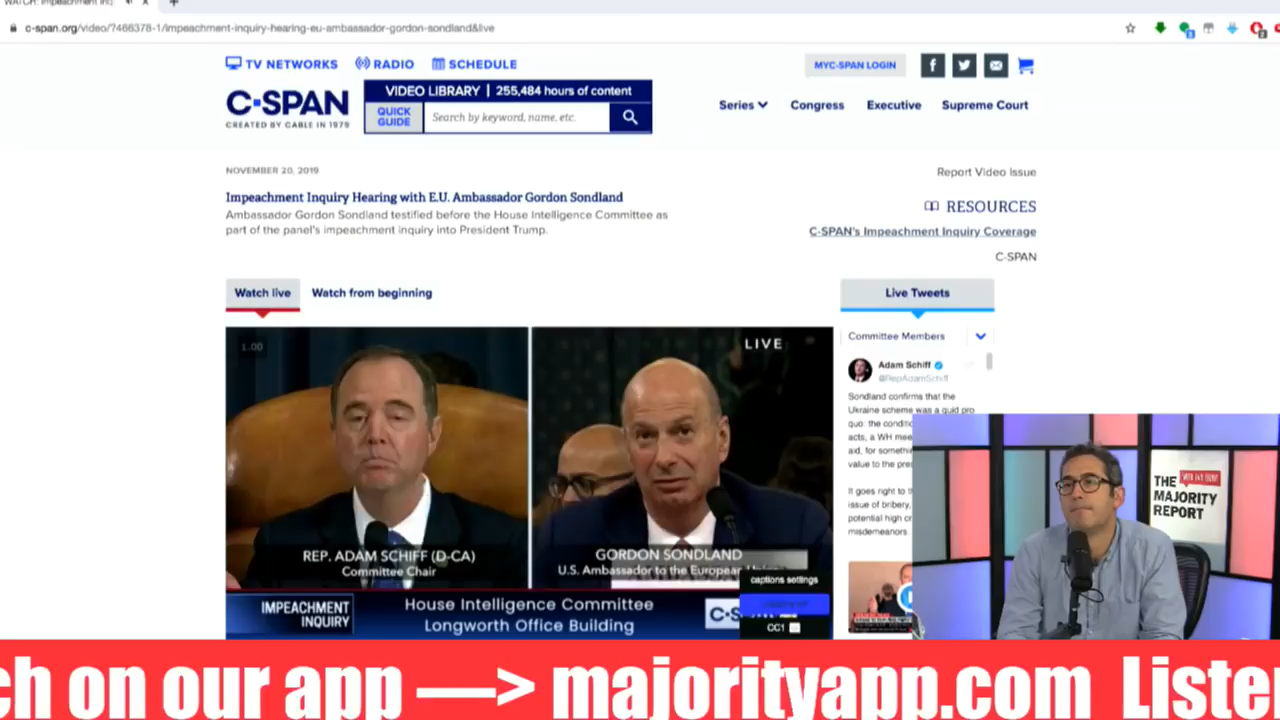 c-span.org/video/?466378-1/impeachment-inquiry-hearing-eu-ambassador-gordon-sondland&live
TV NETWORKS RADIO SCHEDULE
MYC-SPAN LOGIN
C-SPAN
CREATED BY CABLE IN 1979
VIDEO LIBRARY | 255,484 hours of content
QUICK GUIDE
Search by keyword, name, etc.
Series Congress Executive Supreme Court
NOVEMBER 20, 2019
Report Video Issue
Impeachment Inquiry Hearing with E.U. Ambassador Gordon Sondland
Ambassador Gordon Sondland testified before the House Intelligence Committee as
part of the panel's impeachment inquiry into President Trump.
RESOURCES
C-SPAN's Impeachment Inquiry Coverage
C-SPAN
Watch live Watch from beginning
Live Tweets
Committee Members
1.00
LIVE
Adam Schiff
@RepAdamSchiff
Sondland confirms that the
Ukraine scheme was a quid pro
quo: the
acts, a WH
aid, for
value to the
It goes right to
issue of bribery,
potential high
misdemeanors.
REP. ADAM SCHIFF (D-CA)
Committee Chair
GORDON SONDLAND
U.S. Ambassador to the European
captions settings
CC1
IMPEACHMENT
INQUIRY
House Intelligence Committee
Longworth Office Building
THE
MAJORITY
REPORT
ch on our app —> majorityapp.com Liste